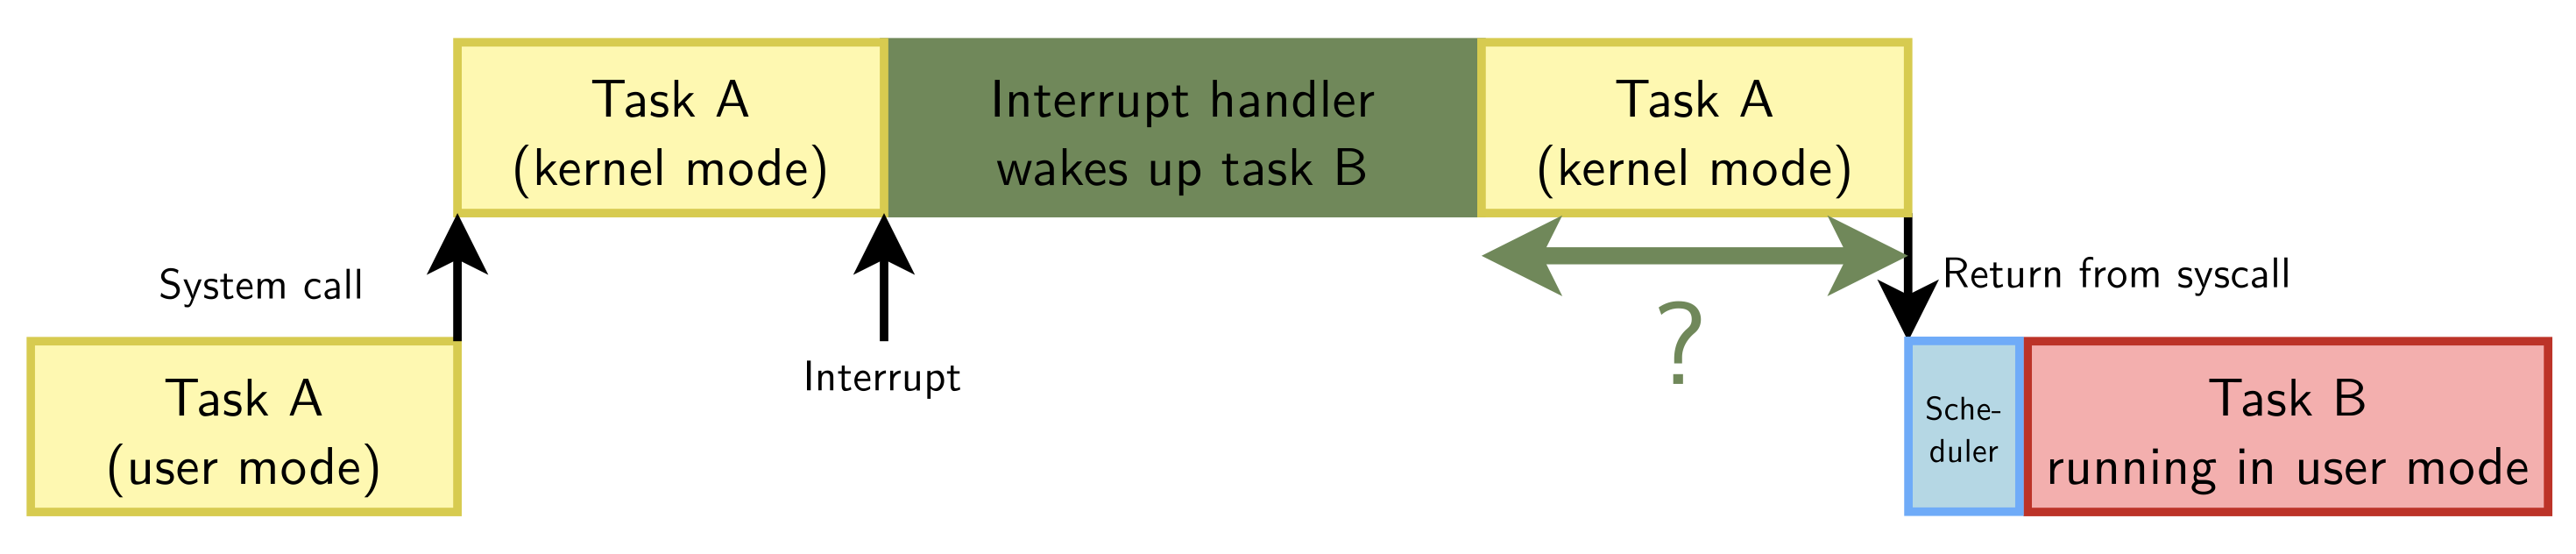 Task A
(kernel mode)
Interrupt handler
wakes up task B
Task A
(kernel mode)
System call
Return from syscall
?
Interrupt
Task A
(user mode)
Sche-
duler
Task B
running in user mode